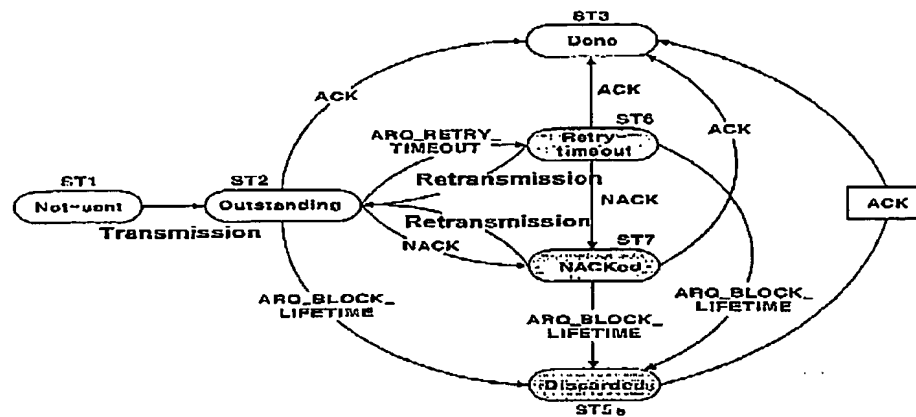 ST3
Done
ACK
ACK
ACK
ST6
Retry-
timeout
ARQ_RETRY_
TIMEOUT
ST1
Not-sent
ST2
Outstanding
Retransmission
NACK
ACK
Transmission
Retransmission
NACK
ST7
NACKed
ARQ_BLOCK_
LIFETIME
ARQ_BLOCK_
LIFETIME
ARQ_BLOCK_
LIFETIME
Discarded